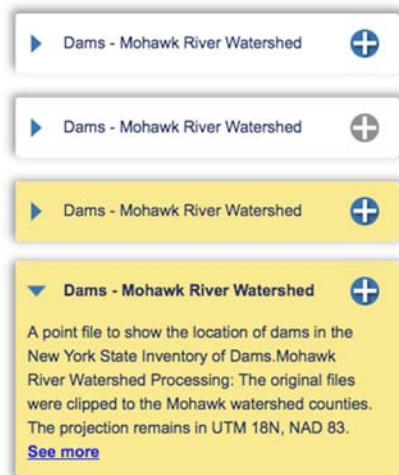 Dams - Mohawk River Watershed
Dams - Mohawk River Watershed
Dams - Mohawk River Watershed
Dams - Mohawk River Watershed
A point file to show the location of dams in the
New York State Inventory of Dams.Mohawk
River Watershed Processing: The original files
were clipped to the Mohawk watershed counties.
The projection remains in UTM 18N, NAD 83.
See more